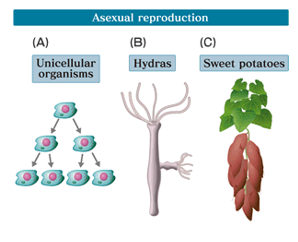 Asexual reproduction
(A)
Unicellular
organisms
(B)
Hydras
(C)
Sweet potatoes